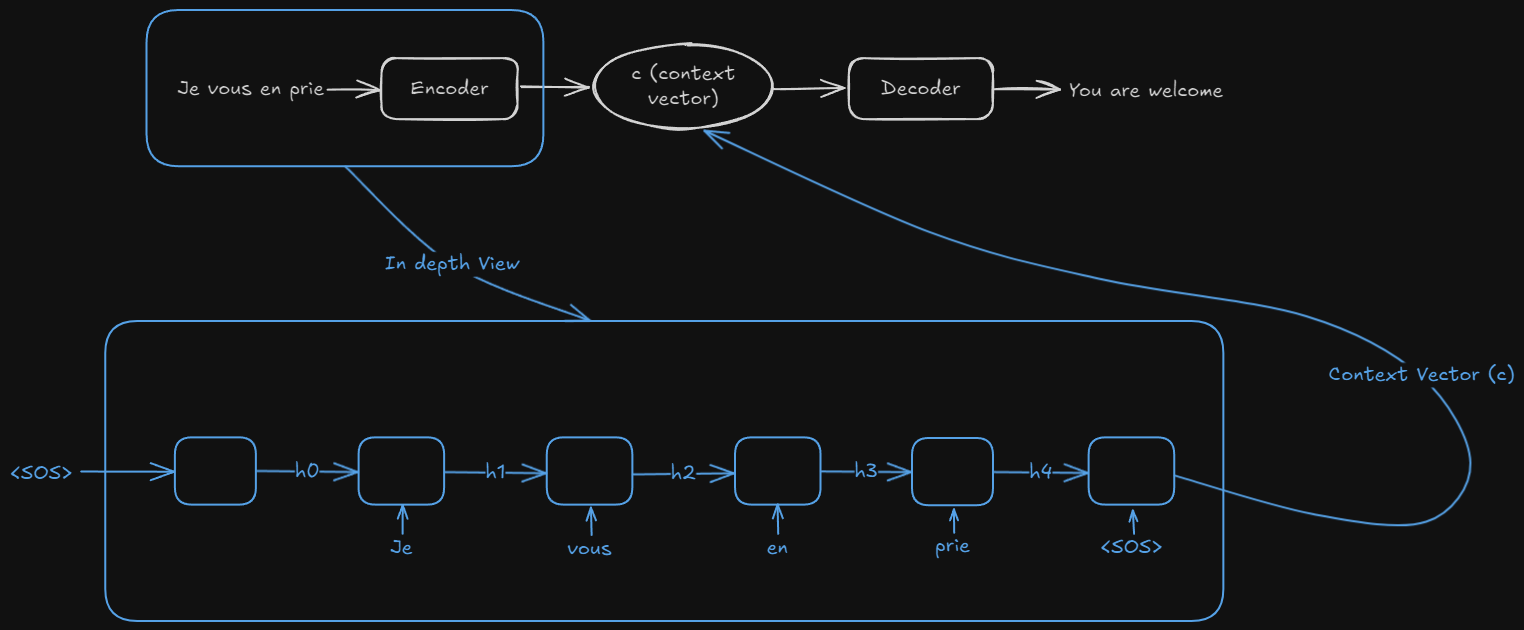 Je vous en prie
Encoder
c (context
vector)
Decoder
You are welcome
In depth View
Context Vector (c)
<SOS>
h0
h1
h2
h3
h4
Je
vous
en
prie
<SOS>